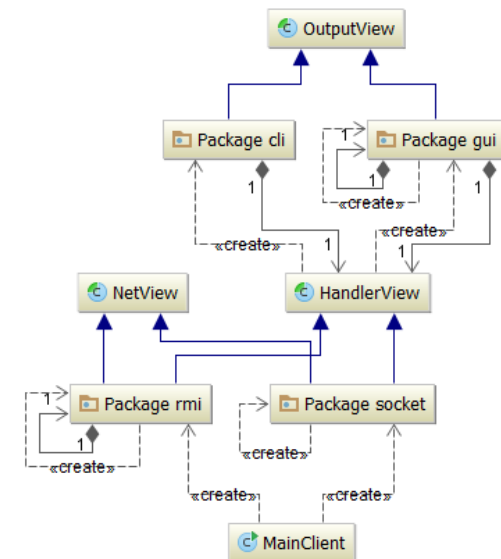 C OutputView
Package cli
Package gui
1
1
1
1
«create»
«create»
«create»
1
1
C NetView
C HandlerView
Package rmi
Package socket
1
1
«create»
«create»
«create»
«create»
C MainClient